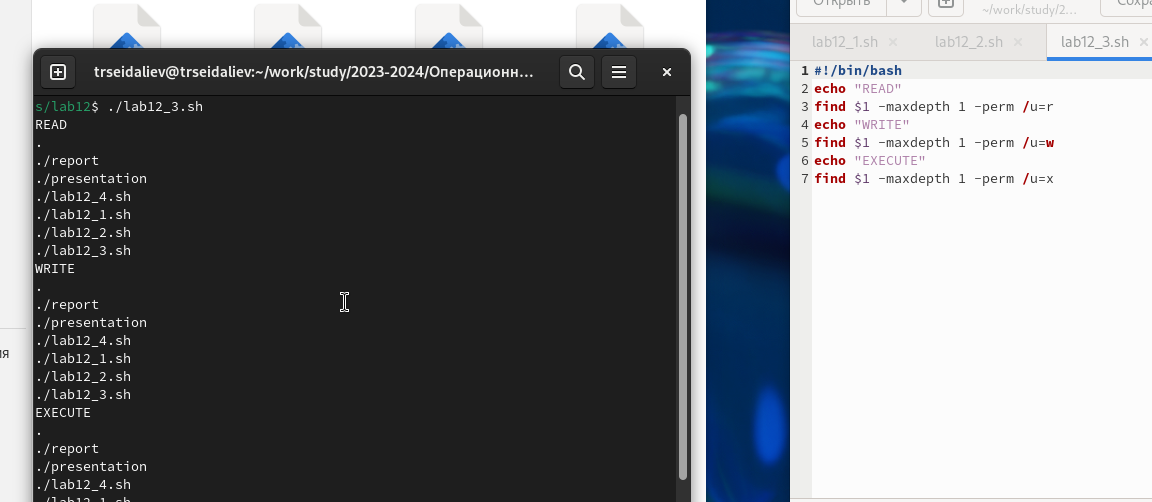 trseidaliev@trseidaliev:~/work/study/2023-2024/Операционн...
s/lab12$ ./lab12_3.sh
READ
.
./report
./presentation
./lab12_4.sh
./lab12_1.sh
./lab12_2.sh
./lab12_3.sh
WRITE
.
./report
./presentation
./lab12_4.sh
./lab12_1.sh
./lab12_2.sh
./lab12_3.sh
EXECUTE
.
./report
./presentation
./lab12_4.sh
Открыть
~/work/study/2...
lab12_1.sh × lab12_2.sh × lab12_3.sh ×
1 #!/bin/bash
2 echo "READ"
3 find $1 -maxdepth 1 -perm /u=r
4 echo "WRITE"
5 find $1 -maxdepth 1 -perm /u=w
6 echo "EXECUTE"
7 find $1 -maxdepth 1 -perm /u=x